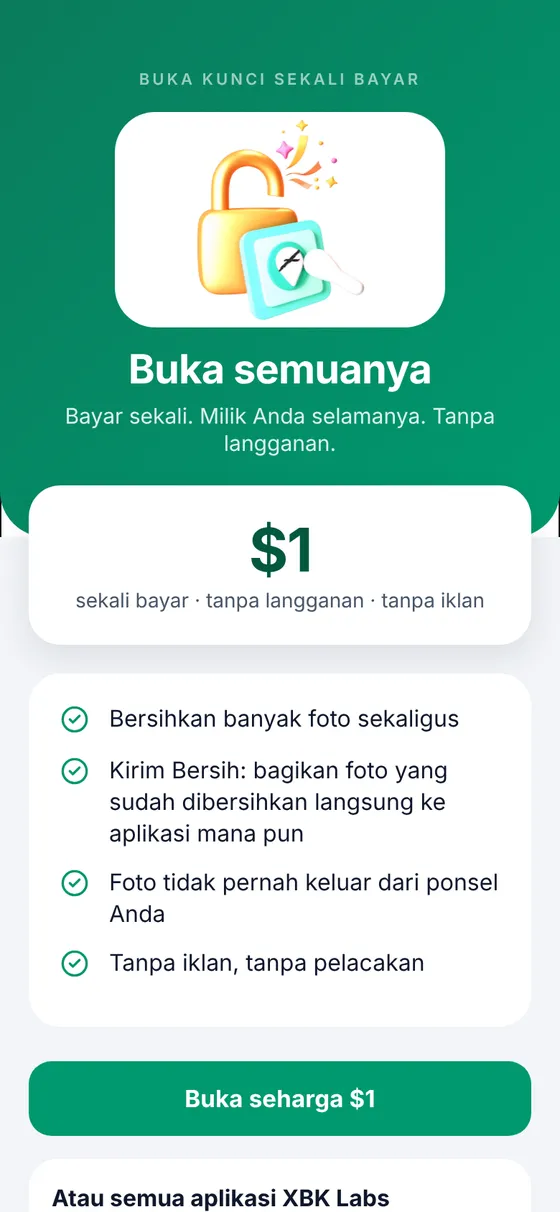 BUKA KUNCI SEKALI BAYAR
Buka semuanya
Bayar sekali. Milik Anda selamanya. Tanpa
langganan.
$1
sekali bayar · tanpa langganan · tanpa iklan
Bersihkan banyak foto sekaligus
Kirim Bersih: bagikan foto yang
sudah dibersihkan langsung ke
aplikasi mana pun
Foto tidak pernah keluar dari ponsel
Anda
Tanpa iklan, tanpa pelacakan
Buka seharga $1
Atau semua aplikasi XBK Labs